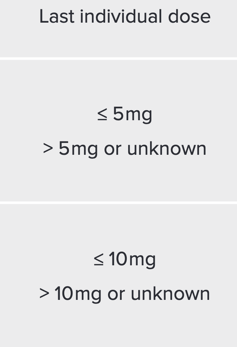 Last individual dose
≤ 5mg
> 5mg or unknown
≤ 10mg
> 10mg or unknown